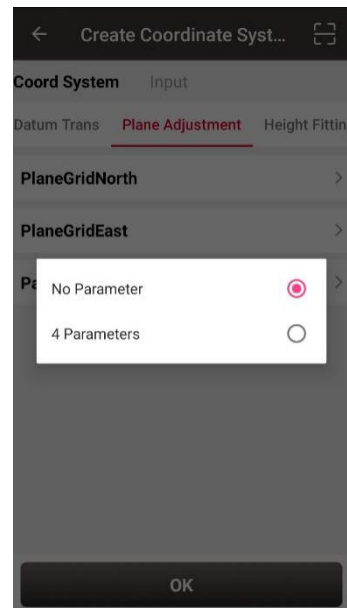 Create Coordinate Syst...
Coord System Input
Datum Trans Plane Adjustment Height Fittin
PlaneGridNorth
PlaneGridEast
Pa
No Parameter
4 Parameters
OK